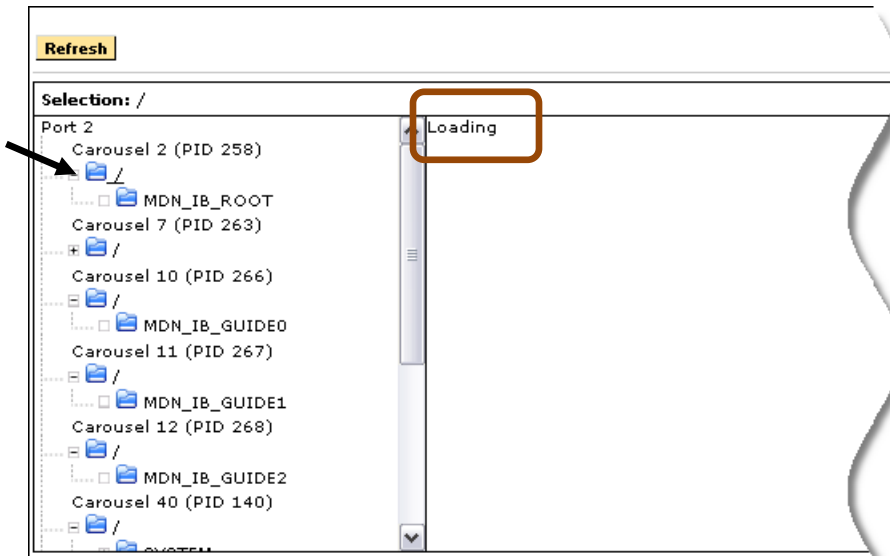 Refresh
Selection: /
Port 2
Loading
Carousel 2 (PID 258)
/
MDN_IB_ROOT
Carousel 7 (PID 263)
/
Carousel 10 (PID 266)
/
MDN_IB_GUIDE0
Carousel 11 (PID 267)
/
MDN_IB_GUIDE1
Carousel 12 (PID 268)
/
MDN_IB_GUIDE2
Carousel 40 (PID 140)
/